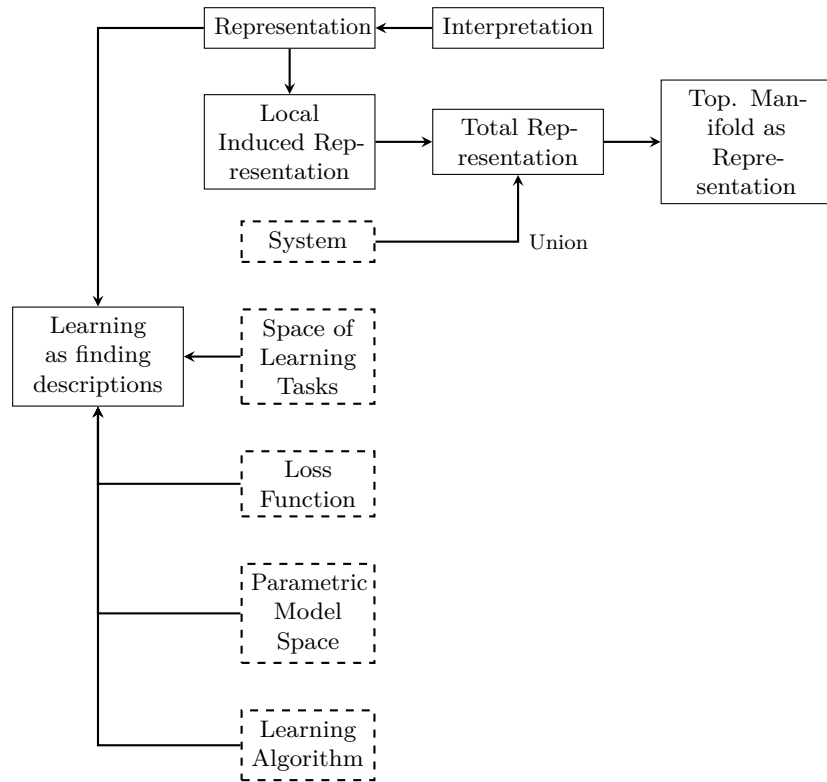 Representation
Interpretation
Local
Induced Rep-
resentation
Total Rep-
resentation
Top. Man-
ifold as
Repre-
sentation
System
Union
Learning
as finding
descriptions
Space of
Learning
Tasks
Loss
Function
Parametric
Model
Space
Learning
Algorithm